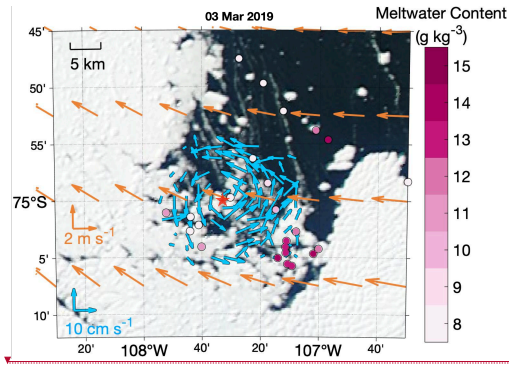 03 Mar 2019
Meltwater Content
(g kg-3)
45'
5 km
50'
55'
75°S
2 m s-1
5'
10 cm s-1
10'
20'
108°W
40'
20'
107°W
40'
15
14
13
12
11
10
9
8